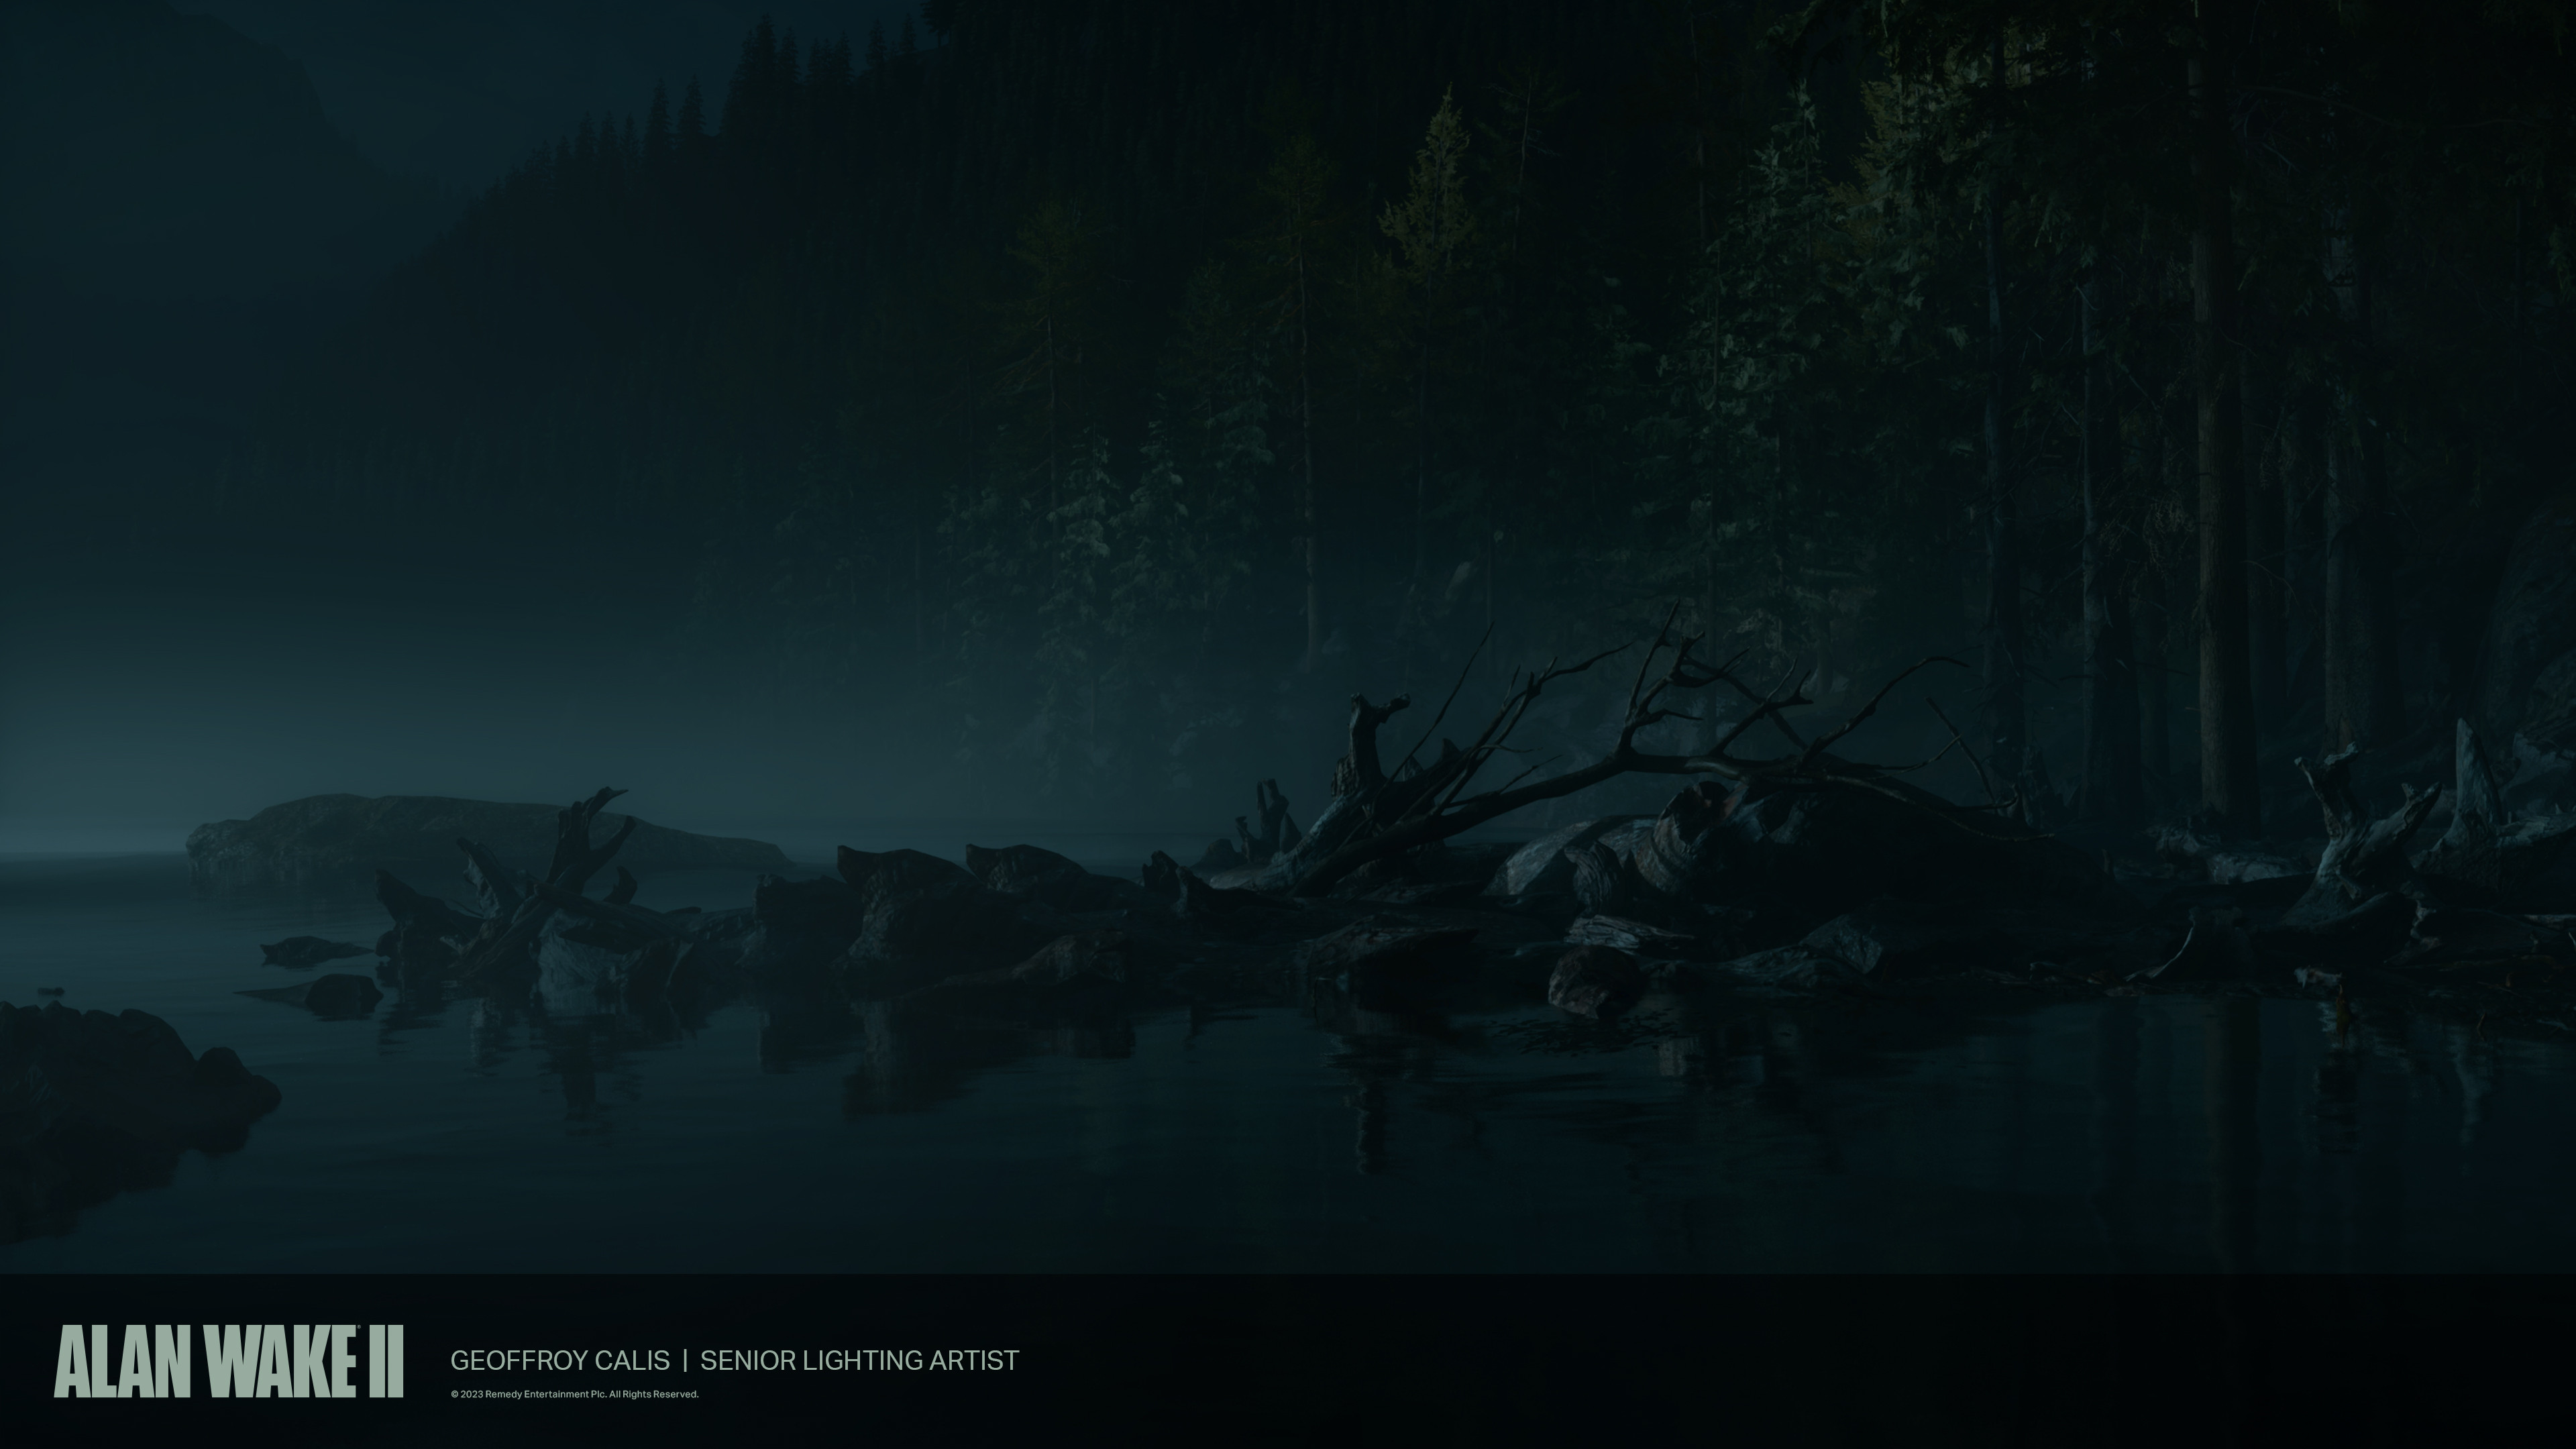 ALAN WAKE II
GEOFFROY CALIS | SENIOR LIGHTING ARTIST
© 2023 Remedy Entertainment Plc. All Rights Reserved.